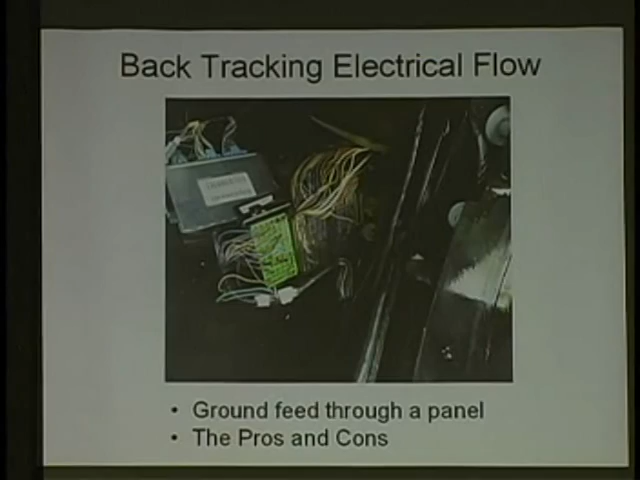 Back Tracking Electrical Flow
• Ground feed through a panel
• The Pros and Cons